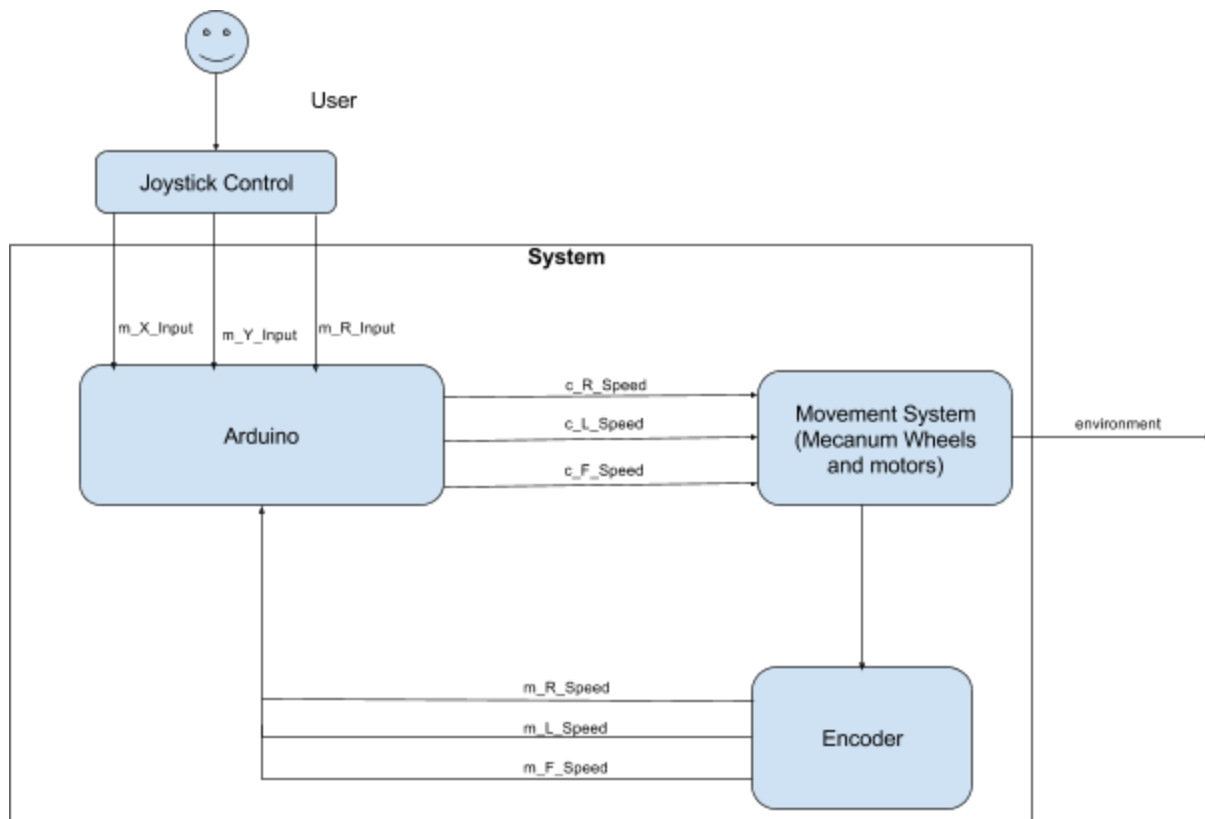 User
Joystick Control
System
m_X_Input
m_Y_Input
m_R_Input
Arduino
c_R_Speed
c_L_Speed
c_F_Speed
Movement System
(Mecanum Wheels
and motors)
environment
m_R_Speed
m_L_Speed
m_F_Speed
Encoder